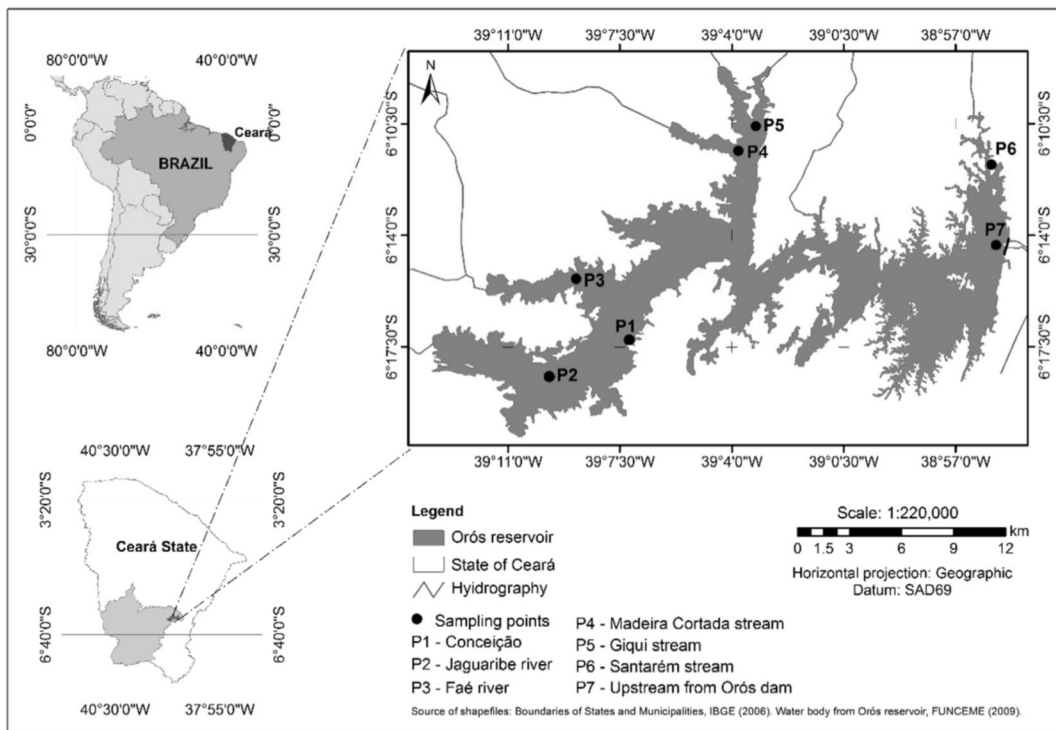 80°0'0"W 40°0'0"W
0°0'0"
0°0'0"
Ceará
BRAZIL
30°0'0"S
30°0'0"S
80°0'0"W 40°0'0"W
40°30'0"W 37°55'0"W
3°20'0"S
3°20'0"S
Ceará State
6°40'0"S
6°40'0"S
40°30'0"W 37°55'0"W
39°11'0"W 39°7'30"W 39°4'0"W 39°0'30"W 38°57'0"W
N
6°10'30"S
6°10'30"S
P5
P4
P6
6°14'0"S
6°14'0"S
P7
P3
P1
6°17'30"S
6°17'30"S
P2
39°11'0"W 39°7'30"W 39°4'0"W 39°0'30"W 38°57'0"W
Legend
Orós reservoir
State of Ceará
Hyidrography
Sampling points
P1 - Conceição
P2 - Jaguaribe river
P3 - Faé river
P4 - Madeira Cortada stream
P5 - Giqui stream
P6 - Santarém stream
P7 - Upstream from Orós dam
Scale: 1:220,000
km
0 1.5 3 6 9 12
Horizontal projection: Geographic
Datum: SAD69
Source of shapefiles: Boundaries of States and Municipalities, IBGE (2006). Water body from Orós reservoir, FUNCEME (2009).